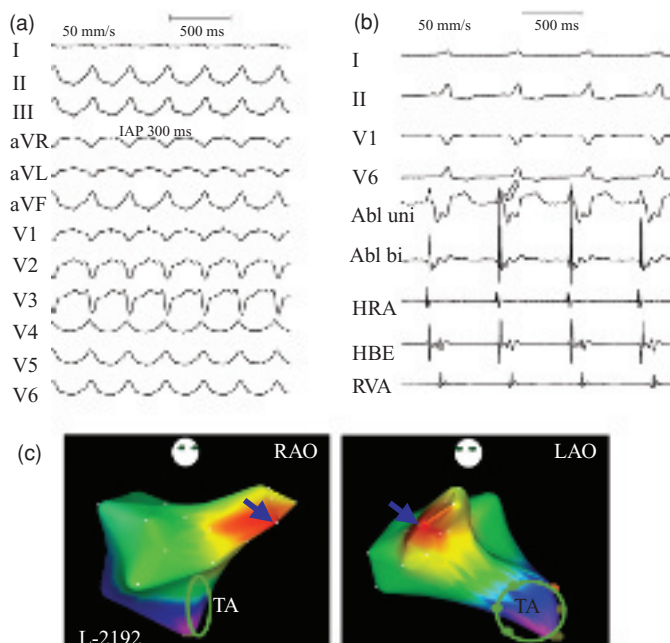 (a)
50 mm/s 500 ms
I
II
III
IAP 300 ms
aVR
aVL
aVF
V1
V2
V3
V4
V5
V6
(b)
50 mm/s 500 ms
I
II
V1
V6
Abl uni
Abl bi
HRA
HBE
RVA
(c)
RAO
TA
L-2192
LAO
TA